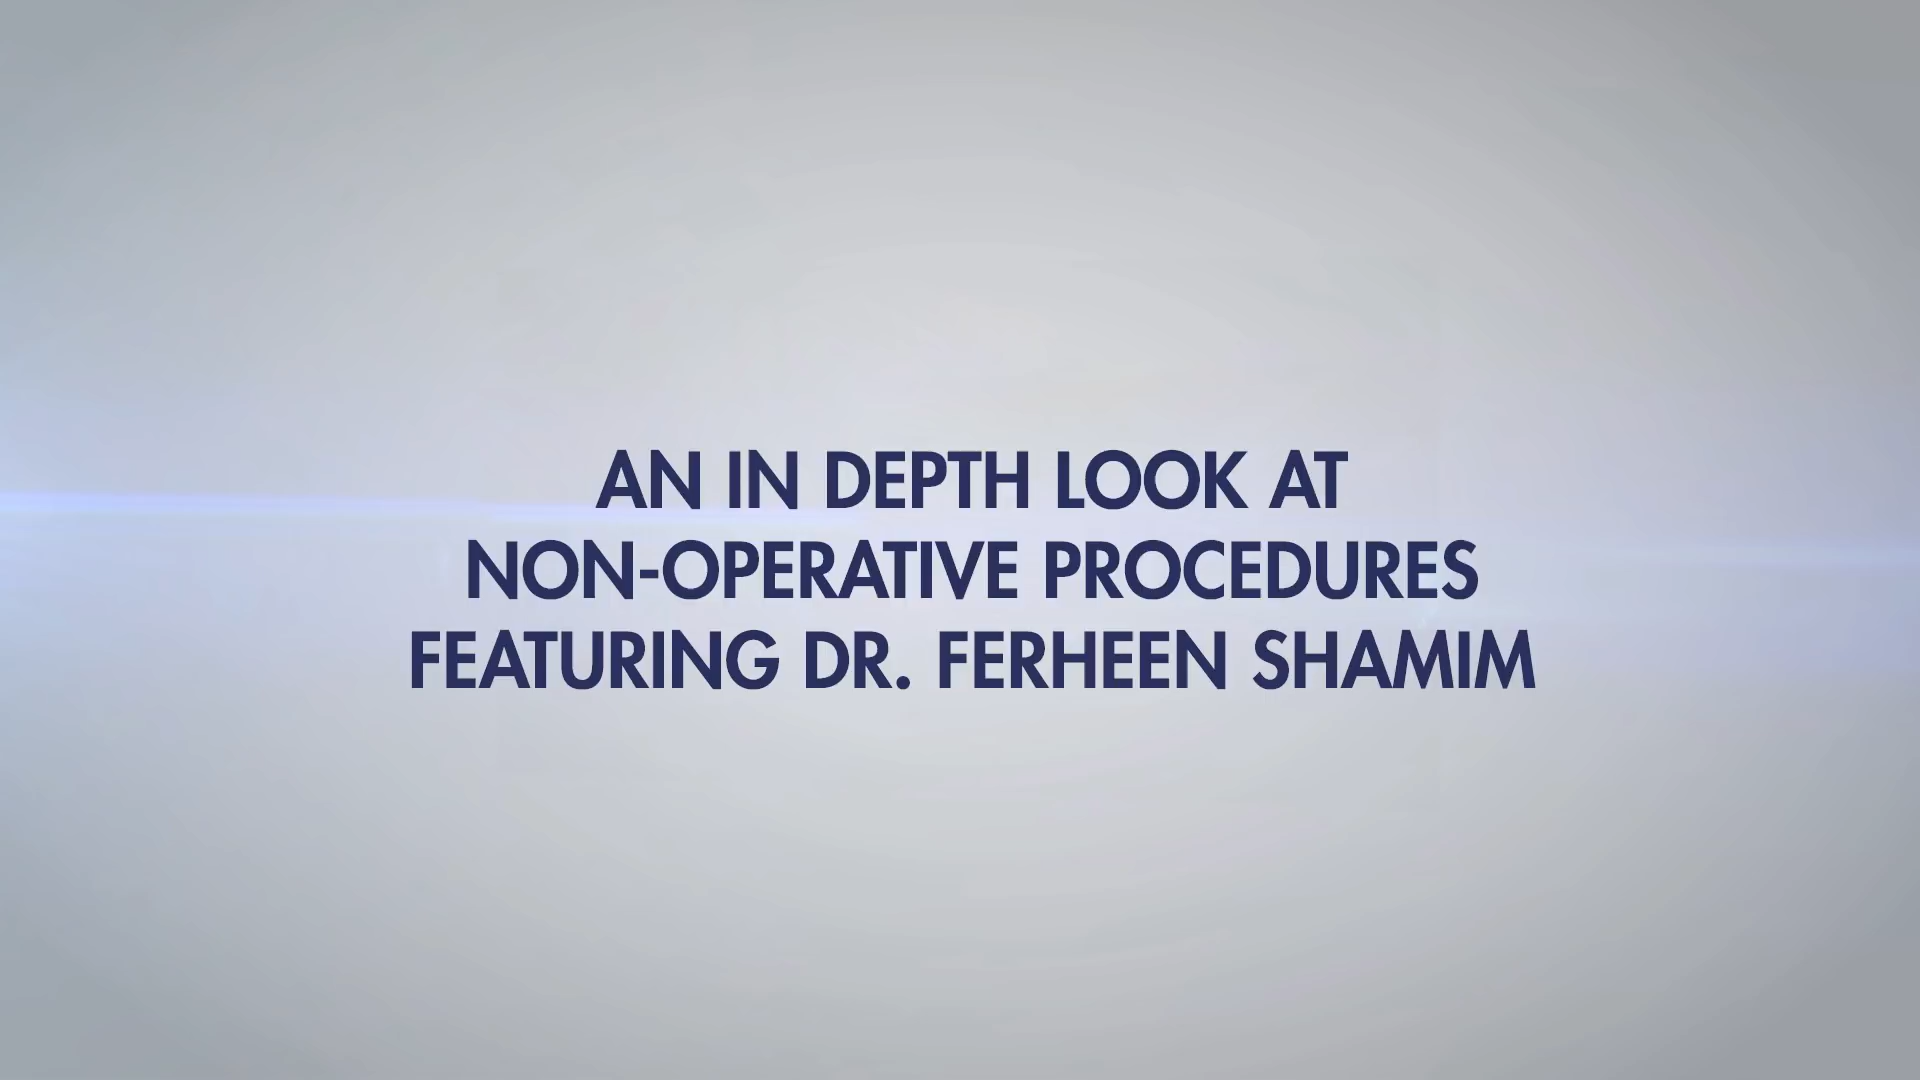 AN IN DEPTH LOOK AT
NON-OPERATIVE PROCEDURES
FEATURING DR. FERHEEN SHAMIM